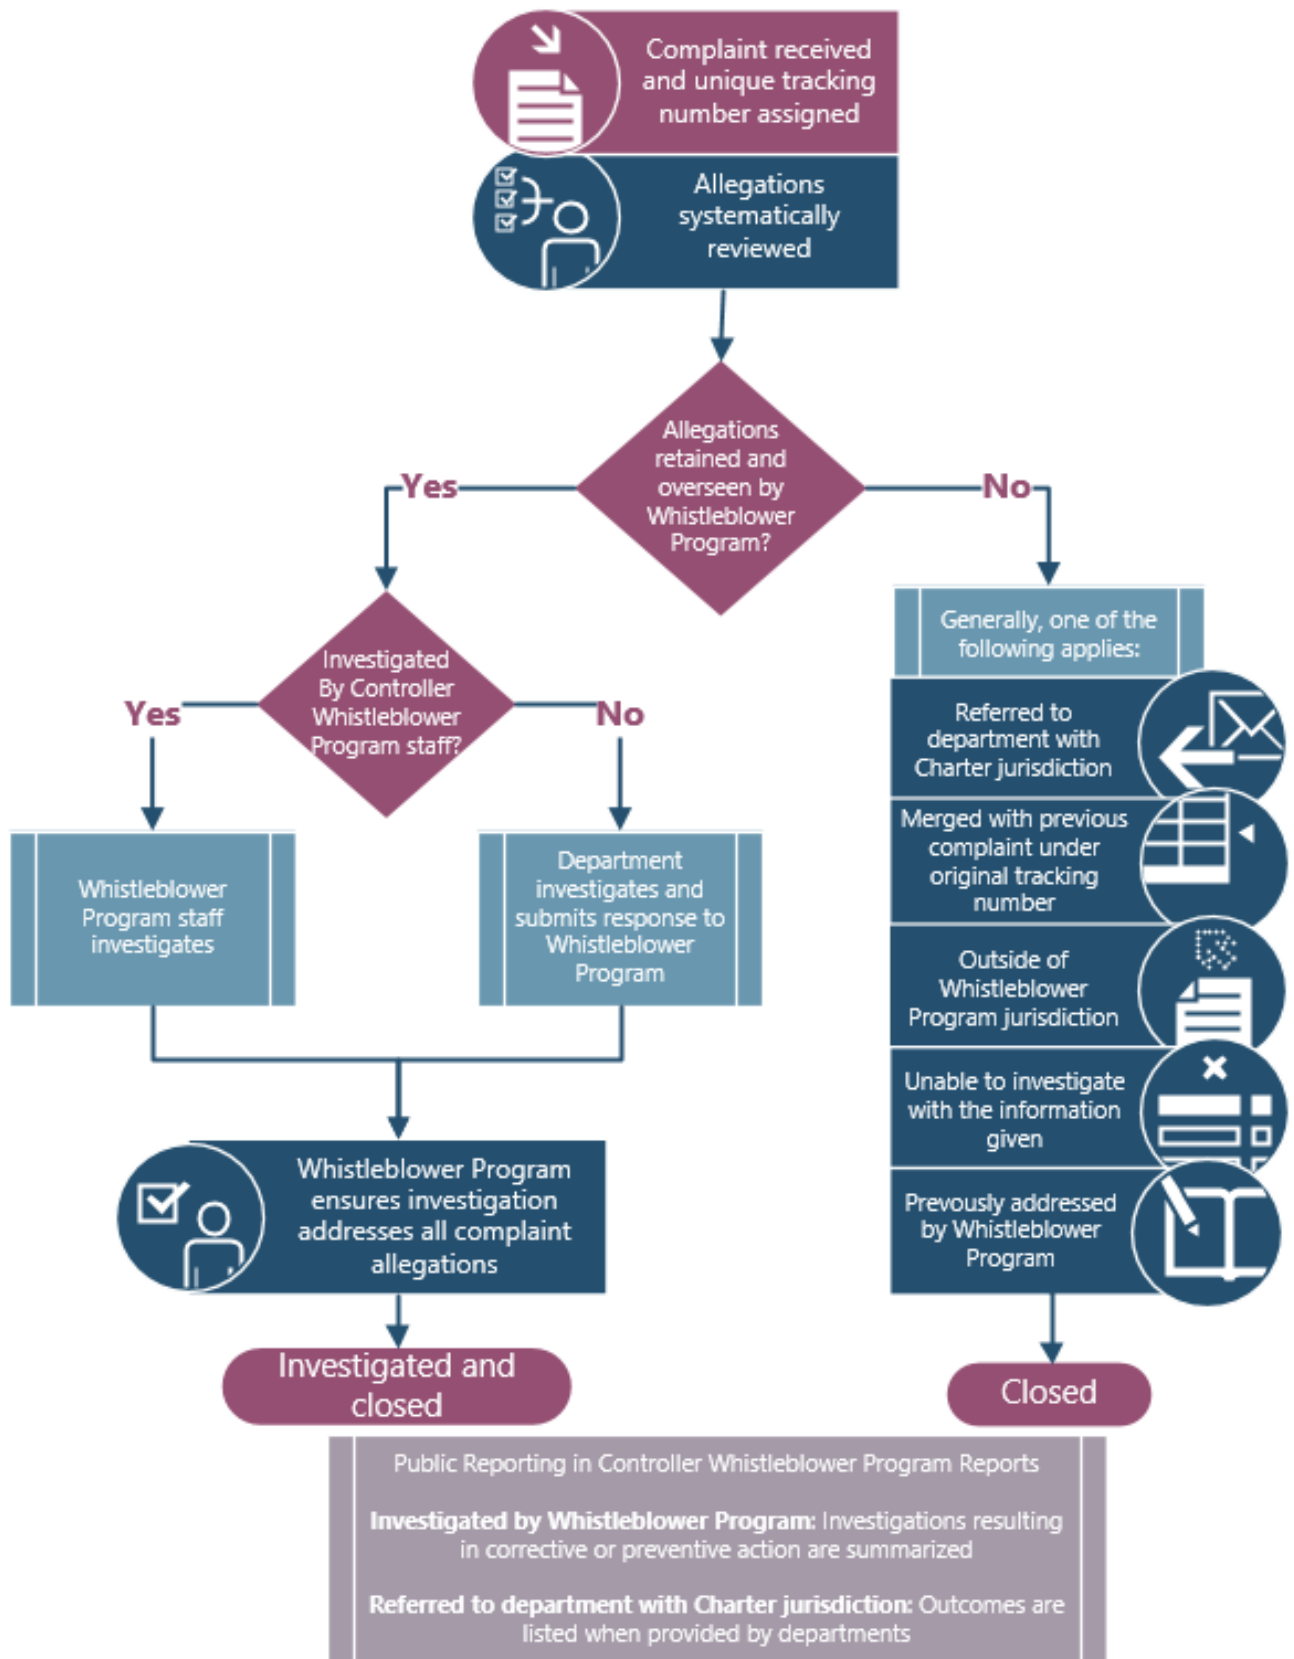 Complaint received
and unique tracking
number assigned
Allegations
systematically
reviewed
Allegations
retained and
overseen by
Whistleblower
Program?
Yes
No
Investigated
By Controller
Whistleblower
Program staff?
Yes
No
Whistleblower
Program staff
investigates
Department
investigates and
submits response to
Whistleblower
Program
Whistleblower Program
ensures investigation
addresses all complaint
allegations
Investigated and
closed
Generally, one of the
following applies:
Referred to
department with
Charter jurisdiction
Merged with previous
complaint under
original tracking
number
Outside of
Whistleblower
Program jurisdiction
Unable to investigate
with the information
given
Prevously addressed
by Whistleblower
Program
Closed
Public Reporting in Controller Whistleblower Program Reports
Investigated by Whistleblower Program: Investigations resulting
in corrective or preventive action are summarized
Referred to department with Charter jurisdiction: Outcomes are
listed when provided by departments